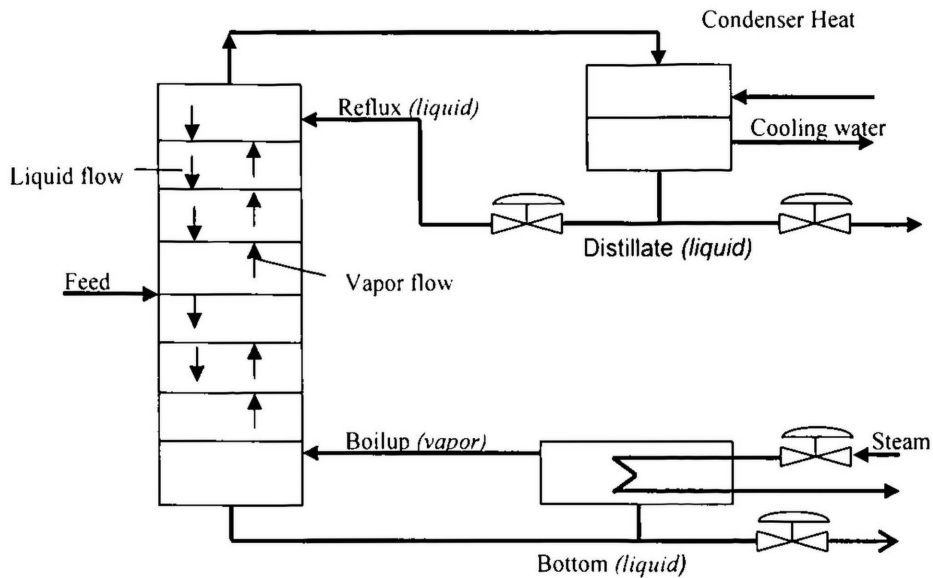 Condenser Heat
Reflux (liquid)
Cooling water
Liquid flow
Distillate (liquid)
Feed
Vapor flow
Boilup (vapor)
Steam
Bottom (liquid)